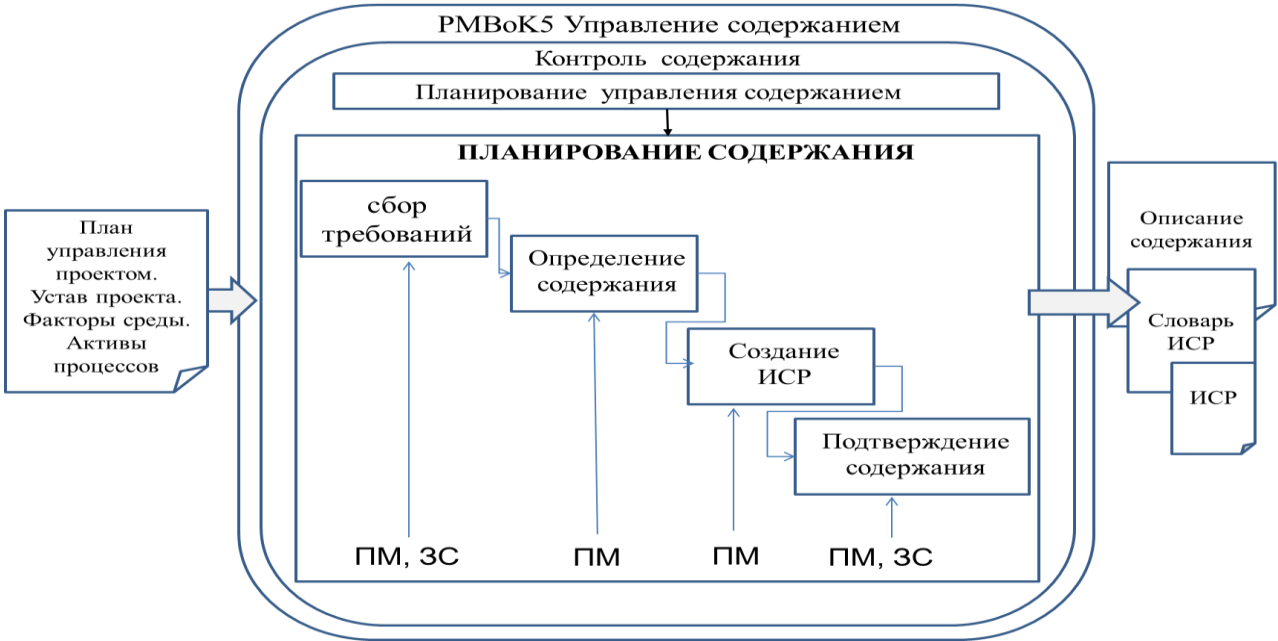 PMBoK5 Управление содержанием
Контроль содержания
Планирование управления содержанием
ПЛАНИРОВАНИЕ СОДЕРЖАНИЯ
План
управления
проектом.
Устав проекта.
Факторы среды.
Активы
процессов
сбор
требований
Определение
содержания
Создание
ИСР
Подтверждение
содержания
ПМ, ЗС
ПМ
ПМ
ПМ, ЗС
Описание
содержания
Словарь
ИСР
ИСР